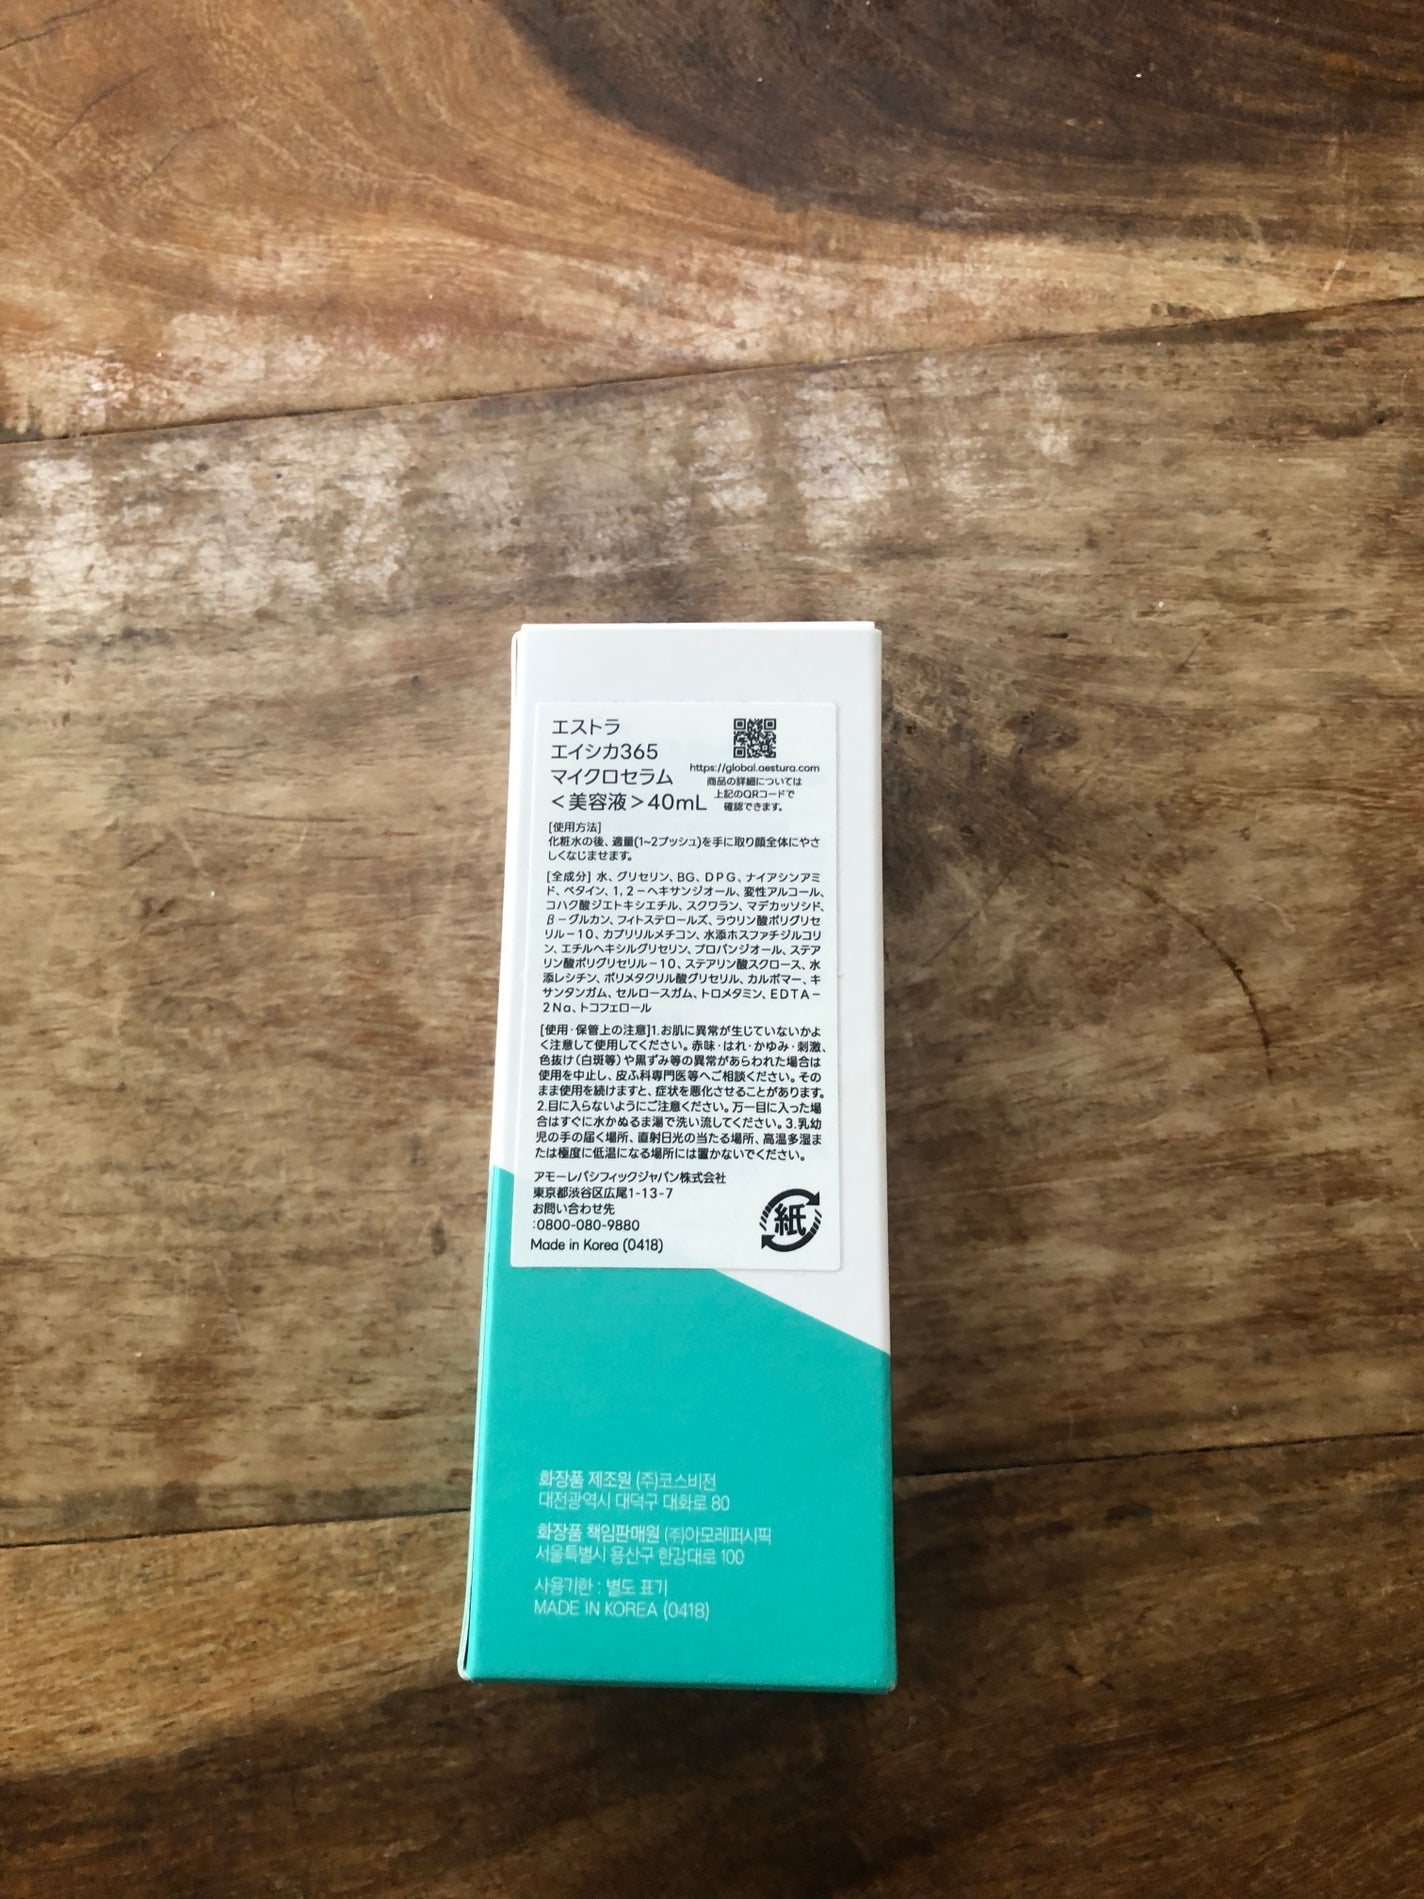 エストラ
エイシカ365
マイクロセラム
＜美容液＞40mL
https://global.aestura.com
商品の詳細については
上記のQRコードで
確認できます。
[使用方法]
化粧水の後、適量(1~2プッシュ)を手に取り顔全体にやさ
しくなじませます。
[全成分] 水、グリセリン、BG、DPG、ナイアシンアミ
ド、ベタイン、1，2－ヘキサンジオール、変性アルコール、
コハク酸ジエトキシエチル、スクワラン、マデカッソシド、
β－グルカン、フィトステロールズ、ラウリン酸ポリグリセ
リル－10、カプリリルメチコン、水添ホスファチジルコリ
ン、エチルヘキシルグリセリン、プロパンジオール、ステア
リン酸ポリグリセリル－10、ステアリン酸スクロース、水
添レシチン、ポリメタクリル酸グリセリル、カルボマー、キ
サンタンガム、セルロースガム、トロメタミン、EDTA－
2Na、トコフェロール
[使用·保管上の注意]1.お肌に異常が生じていないかよ
く注意して使用してください。赤味·はれ·かゆみ·刺激、
色抜け(白斑等)や黒ずみ等の異常があらわれた場合は
使用を中止し、皮ふ科専門医等へご相談ください。その
まま使用を続けますと、症状を悪化させることがあります。
2.目に入らないようにご注意ください。万一目に入った場
合はすぐに水かぬるま湯で洗い流してください。3.乳幼
児の手の届く場所、直射日光の当たる場所、高温多湿ま
たは極度に低温になる場所には置かないでください。
アモーレパシフィックジャパン株式会社
東京都渋谷区広尾1-13-7
お問い合わせ先
:0800-080-9880
Made in Korea (0418)
紙
화장품 제조원 (주)코스비전
대전광역시 대덕구 대화로 80
화장품 책임판매원 (주)아모레퍼시픽
서울특별시 용산구 한강대로 100
사용기한 : 별도 표기
MADE IN KOREA (0418)